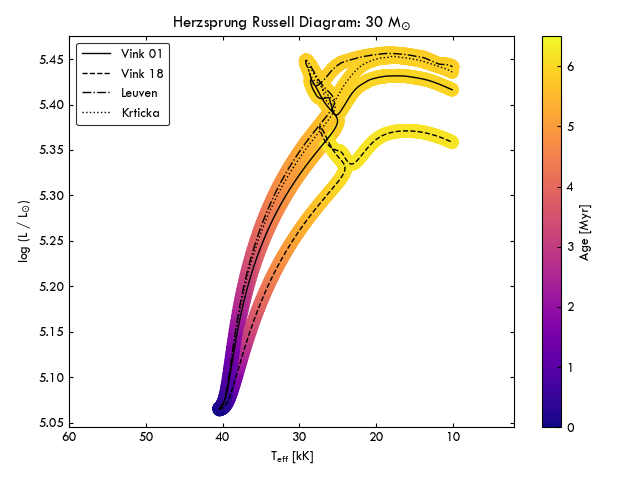 Herzsprung Russell Diagram: 30 M☉
Vink 01
Vink 18
Leuven
Krticka
log (L / L☉)
5.45
5.40
5.35
5.30
5.25
5.20
5.15
5.10
5.05
60 50 40 30 20 10
T_eff [kK]
6
5
4
3
2
1
0
Age [Myr]